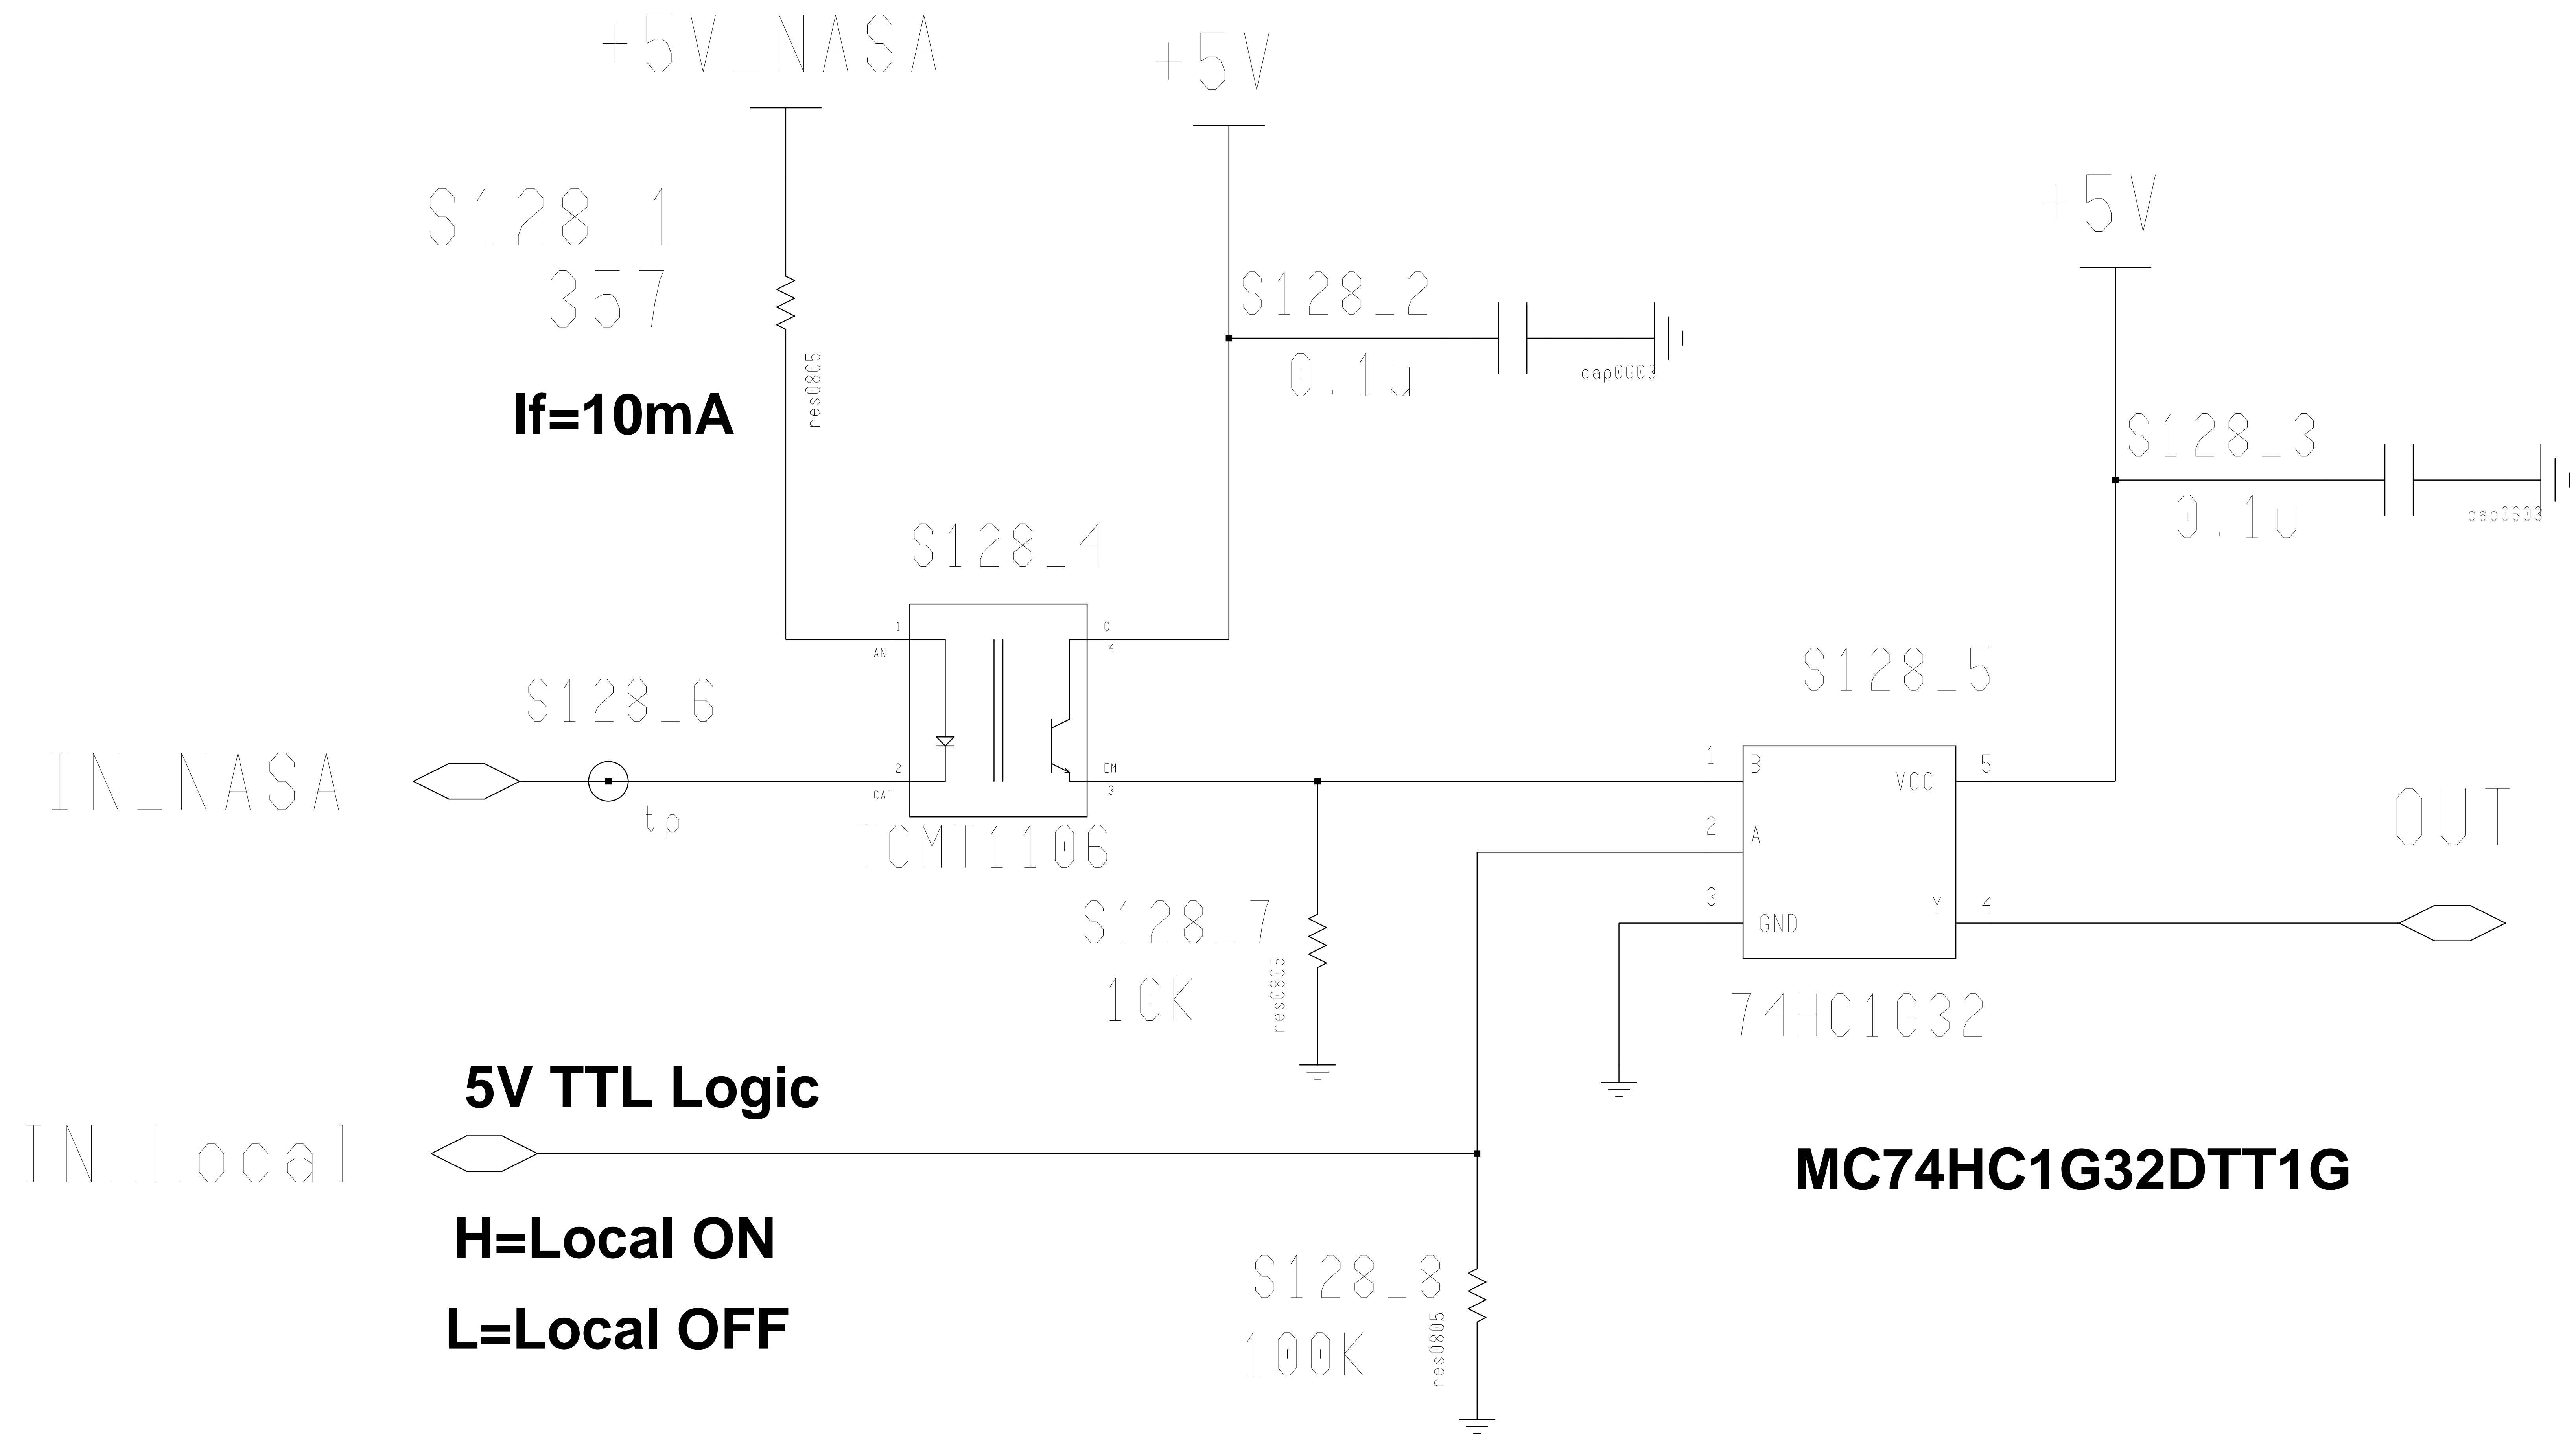 +5V_NASA
+5V
+5V
S128_1
357
res0805
If=10mA
S128_2
0.1u
cap0603
S128_3
0.1u
cap0603
S128_4
1
AN
C
4
2
CAT
EM
3
TCMT1106
S128_6
IN_NASA
tp
S128_5
1
B
VCC
5
2
A
3
GND
Y
4
74HC1G32
OUT
S128_7
10K
res0805
5V TTL Logic
IN_Local
MC74HC1G32DTT1G
H=Local ON
L=Local OFF
S128_8
100K
res0805